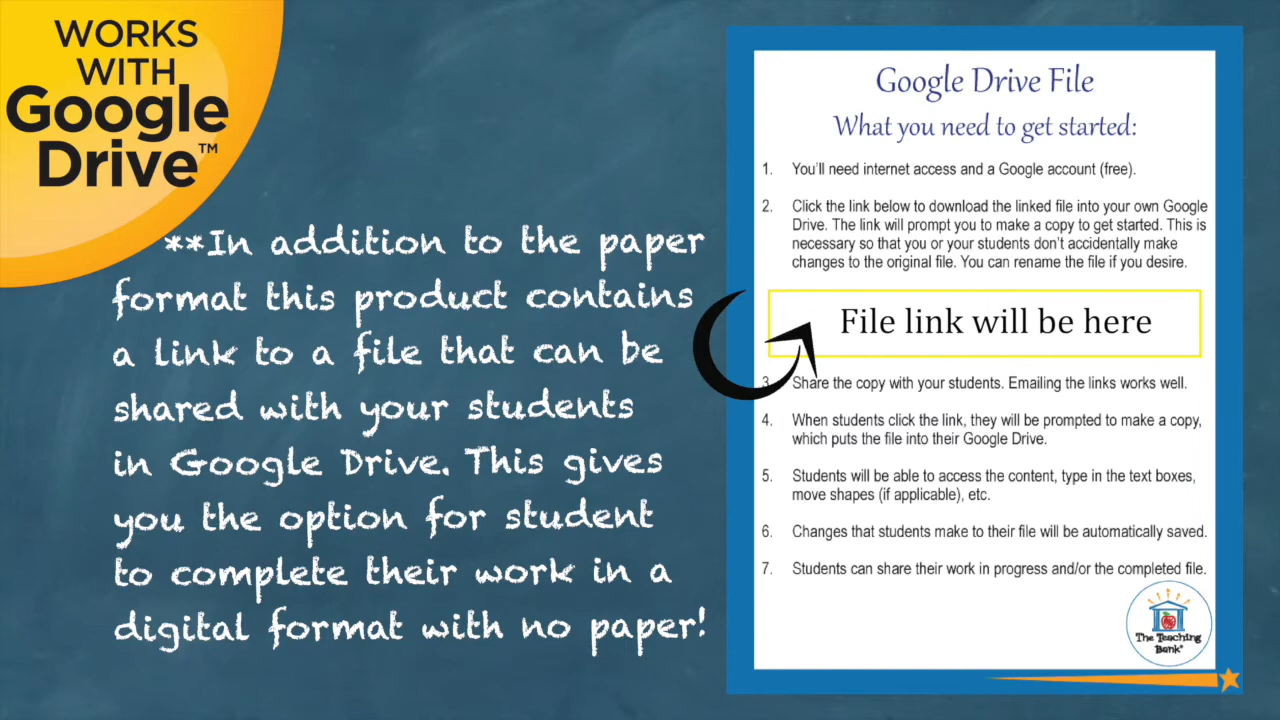 WORKS
WITH
Google
Drive™
**In addition to the paper
format this product contains
a link to a file that can be
shared with your students
in Google Drive. This gives
you the option for student
to complete their work in a
digital format with no paper!
Google Drive File
What you need to get started:
1. You'll need internet access and a Google account (free).
2. Click the link below to download the linked file into your own Google
Drive. The link will prompt you to make a copy to get started. This is
necessary so that you or your students don't accidentally make
changes to the original file. You can rename the file if you desire.
File link will be here
3. Share the copy with your students. Emailing the links works well.
4. When students click the link, they will be prompted to make a copy,
which puts the file into their Google Drive.
5. Students will be able to access the content, type in the text boxes,
move shapes (if applicable), etc.
6. Changes that students make to their file will be automatically saved.
7. Students can share their work in progress and/or the completed file.
The Teaching
Bank®